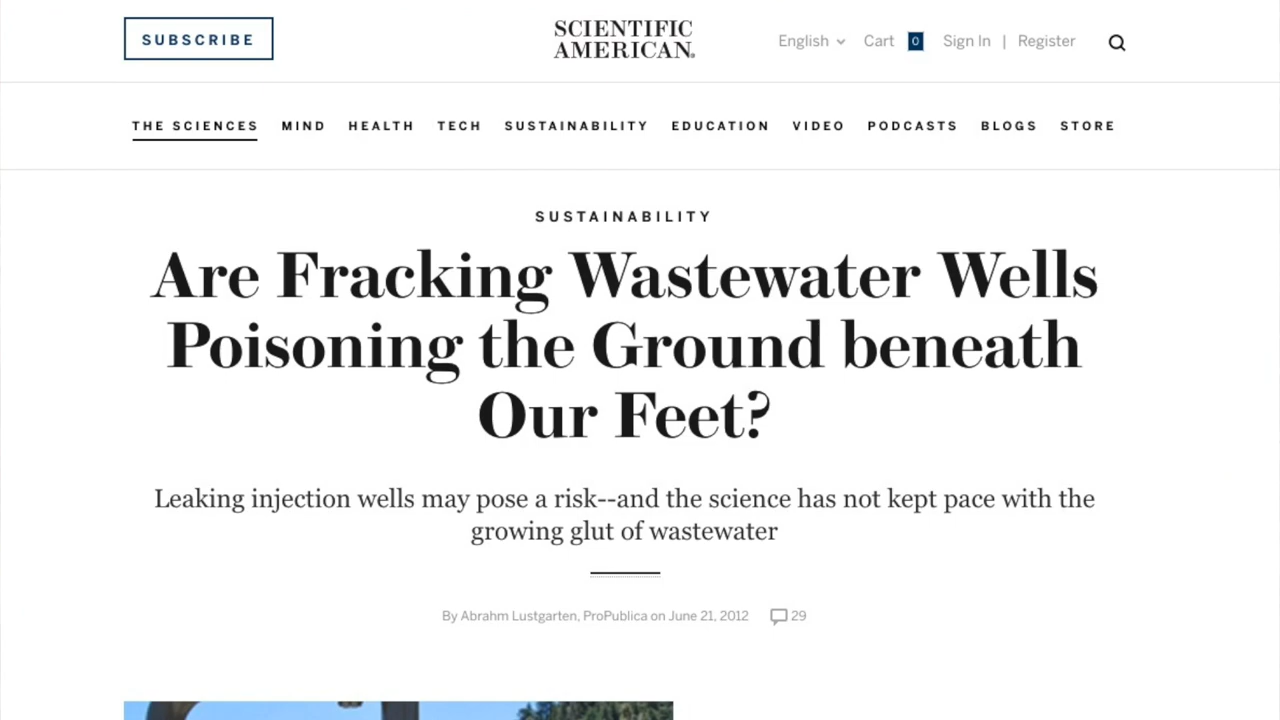 SUBSCRIBE
SCIENTIFIC
AMERICAN®
English Cart 0 Sign In | Register
THE SCIENCES MIND HEALTH TECH SUSTAINABILITY EDUCATION VIDEO PODCASTS BLOGS STORE
SUSTAINABILITY
Are Fracking Wastewater Wells
Poisoning the Ground beneath
Our Feet?
Leaking injection wells may pose a risk--and the science has not kept pace with the
growing glut of wastewater
By Abrahm Lustgarten, ProPublica on June 21, 2012 29